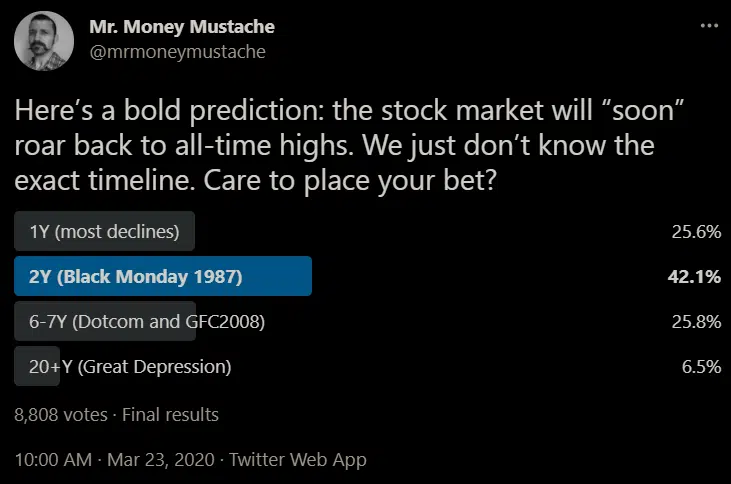 Mr. Money Mustache
@mrmoneymustache
Here’s a bold prediction: the stock market will “soon”
roar back to all-time highs. We just don’t know the
exact timeline. Care to place your bet?
1Y (most declines) 25.6%
2Y (Black Monday 1987) 42.1%
6-7Y (Dotcom and GFC2008) 25.8%
20+Y (Great Depression) 6.5%
8,808 votes · Final results
10:00 AM · Mar 23, 2020 · Twitter Web App